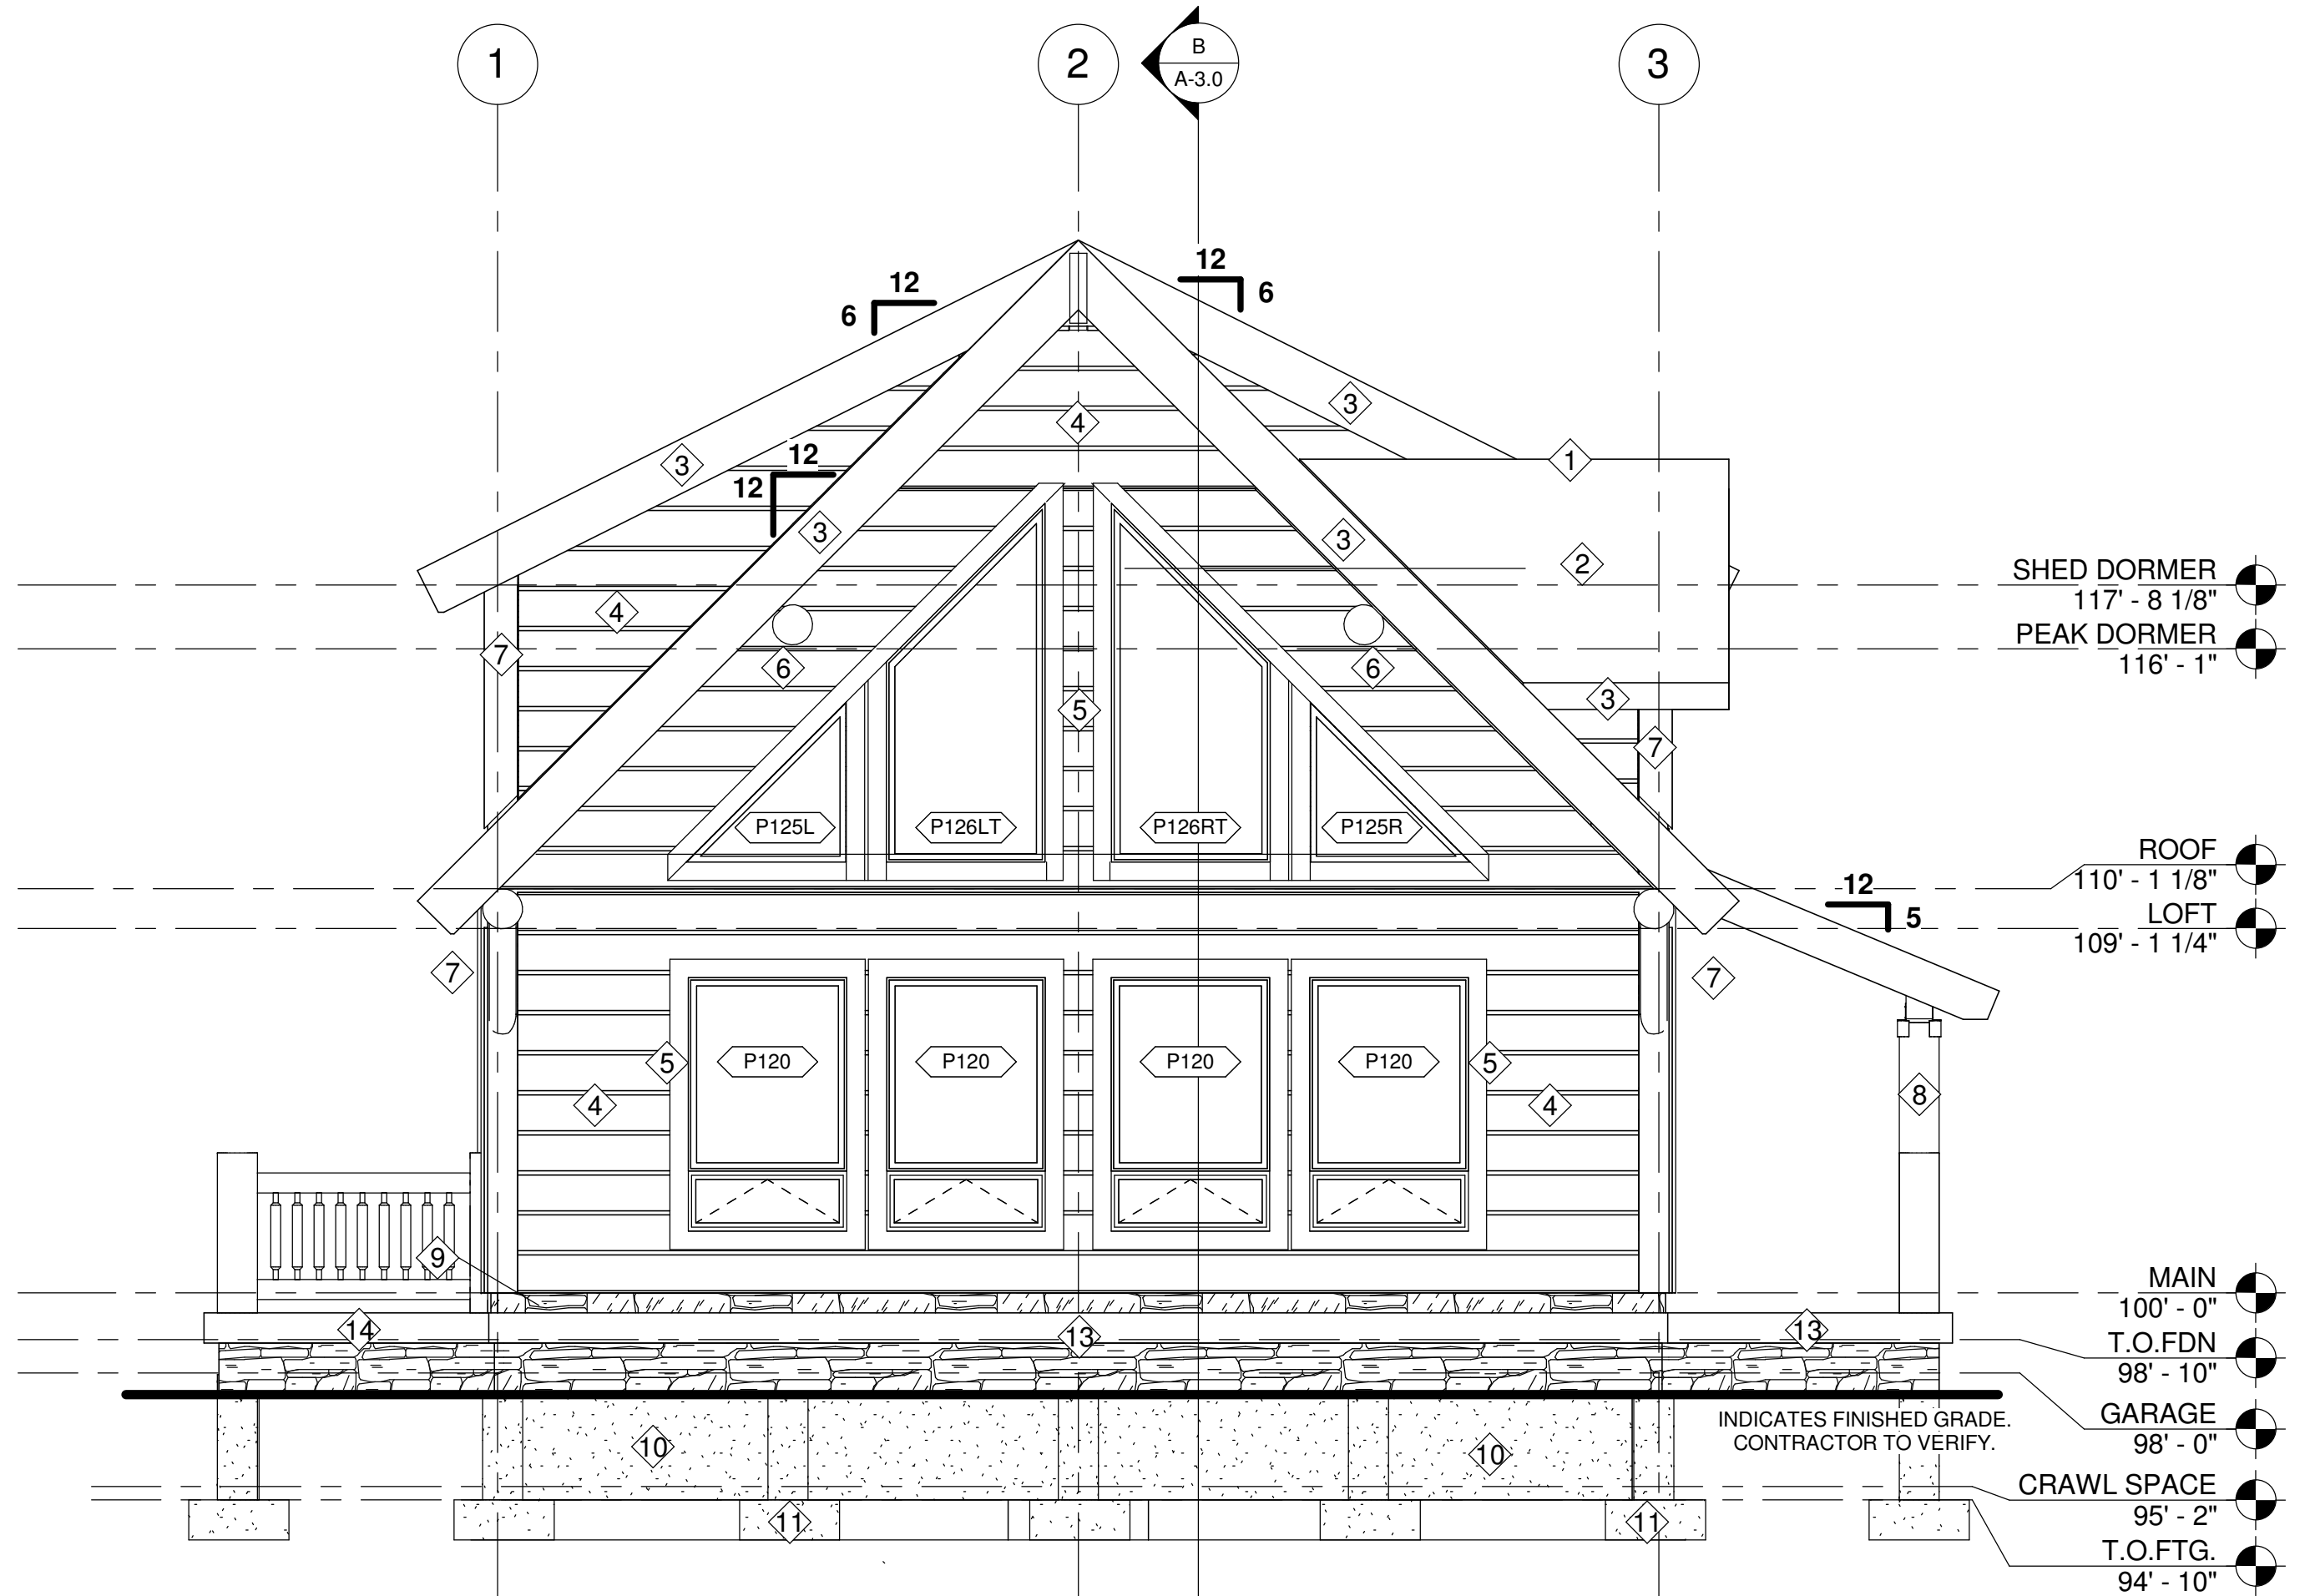 1
2
B
A-3.0
3
12
6
12
6
3
4
1
3
12
12
3
3
2
SHED DORMER
117' - 8 1/8"
4
PEAK DORMER
116' - 1"
7
6
6
5
3
7
P125L
P126LT
P126RT
P125R
ROOF
110' - 1 1/8"
12
5
LOFT
109' - 1 1/4"
7
7
5
P120
P120
P120
P120
5
4
4
8
9
MAIN
100' - 0"
14
13
13
T.O.FDN
98' - 10"
INDICATES FINISHED GRADE.
CONTRACTOR TO VERIFY.
GARAGE
98' - 0"
10
10
CRAWL SPACE
95' - 2"
11
11
T.O.FTG.
94' - 10"